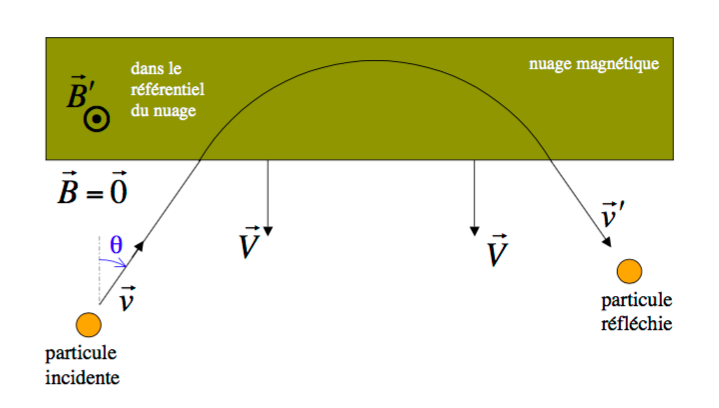 dans le
référentiel
du nuage
nuage magnétique
B⃗′
B⃗ = 0⃗
θ
v⃗
V⃗
V⃗
v⃗′
particule
incidente
particule
réfléchie